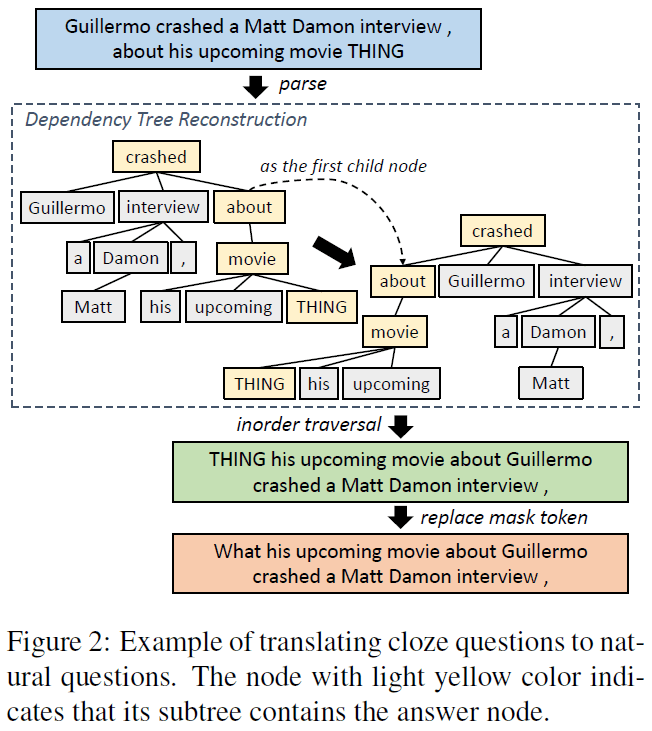 Guillermo crashed a Matt Damon interview ,
about his upcoming movie THING
parse
Dependency Tree Reconstruction
crashed
as the first child node
Guillermo interview about
crashed
a Damon , movie
about Guillermo interview
Matt his upcoming THING
movie a Damon ,
THING his upcoming Matt
inorder traversal
THING his upcoming movie about Guillermo
crashed a Matt Damon interview ,
replace mask token
What his upcoming movie about Guillermo
crashed a Matt Damon interview ,
Figure 2: Example of translating cloze questions to nat-
ural questions. The node with light yellow color indi-
cates that its subtree contains the answer node.